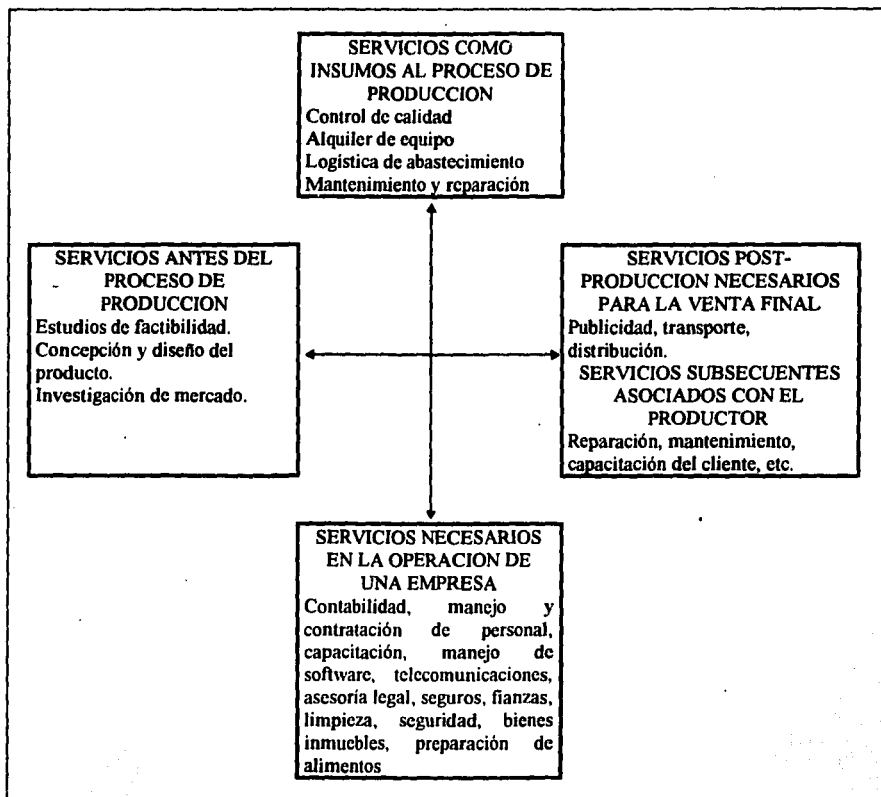 SERVICIOS COMO
INSUMOS AL PROCESO DE
PRODUCCION
Control de calidad
Alquiler de equipo
Logística de abastecimiento
Mantenimiento y reparación
SERVICIOS ANTES DEL
PROCESO DE
PRODUCCION
Estudios de factibilidad.
Concepción y diseño del
producto.
Investigación de mercado.
SERVICIOS POST-
PRODUCCION NECESARIOS
PARA LA VENTA FINAL
Publicidad, transporte,
distribución.
SERVICIOS SUBSECUENTES
ASOCIADOS CON EL
PRODUCTOR
Reparación, mantenimiento,
capacitación del cliente, etc.
SERVICIOS NECESARIOS
EN LA OPERACION DE
UNA EMPRESA
Contabilidad, manejo y
contratación de personal,
capacitación, manejo de
software, telecomunicaciones,
asesoría legal, seguros, fianzas,
limpieza, seguridad, bienes
inmuebles, preparación de
alimentos